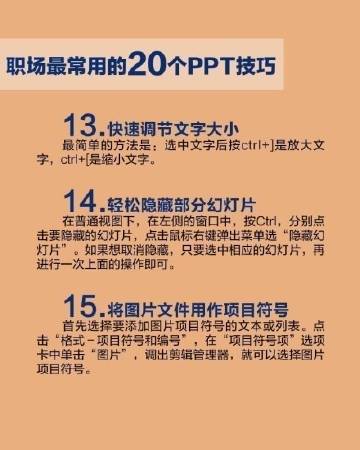 职场最常用的20个PPT技巧
13.快速调节文字大小
最简单的方法是：选中文字后按ctrl+]是放大文
字，ctrl+[是缩小文字。
14.轻松隐藏部分幻灯片
在普通视图下，在左侧的窗口中，按Ctrl，分别点
击要隐藏的幻灯片，点击鼠标右键弹出菜单选“隐藏幻
灯片”。如果想取消隐藏，只要选中相应的幻灯片，再
进行一次上面的操作即可。
15.将图片文件用作项目符号
首先选择要添加图片项目符号的文本或列表。点
击“格式－项目符号和编号”，在“项目符号项”选项
卡中单击“图片”，调出剪辑管理器，就可以选择图片
项目符号。